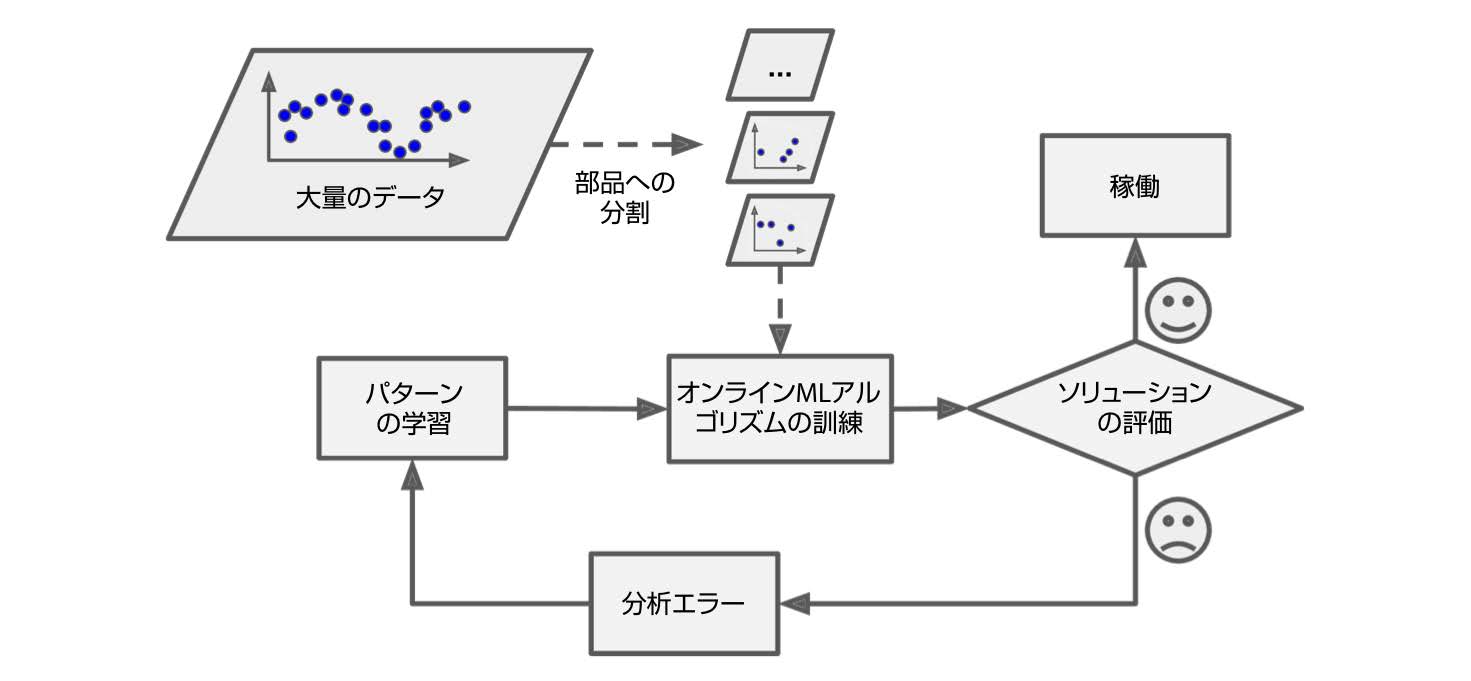 大量のデータ
部品への
分割
...
稼働
パターン
の学習
オンラインMLアル
ゴリズムの訓練
ソリューション
の評価
分析エラー